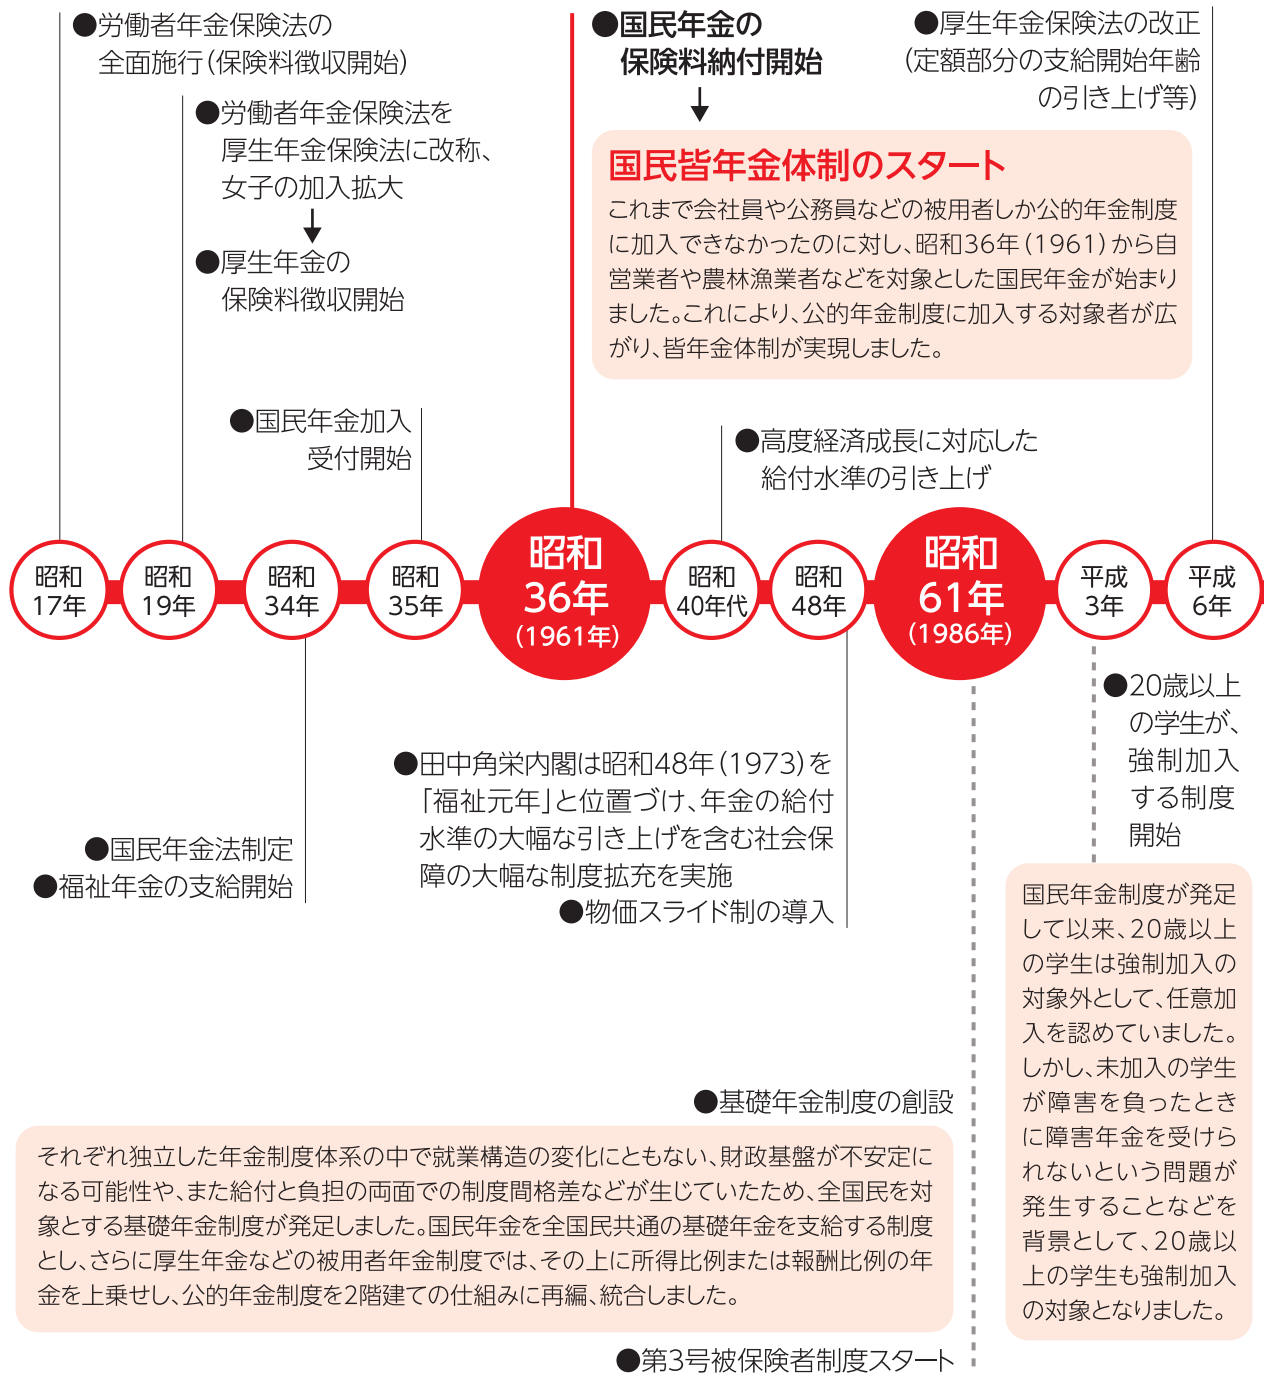 ●労働者年金保険法の
全面施行（保険料徴収開始）
●労働者年金保険法を
厚生年金保険法に改称、
女子の加入拡大
●厚生年金の
保険料徴収開始
●国民年金加入
受付開始
●国民年金の
保険料納付開始
国民皆年金体制のスタート
これまで会社員や公務員などの被用者しか公的年金制度
に加入できなかったのに対し、昭和36年（1961）から自
営業者や農林漁業者などを対象とした国民年金が始まり
ました。これにより、公的年金制度に加入する対象者が広
がり、皆年金体制が実現しました。
●高度経済成長に対応した
給付水準の引き上げ
●厚生年金保険法の改正
（定額部分の支給開始年齢
の引き上げ等）
昭和
17年
昭和
19年
昭和
34年
昭和
35年
昭和
36年
（1961年）
昭和
40年代
昭和
48年
昭和
61年
（1986年）
平成
3年
平成
6年
●国民年金法制定
●福祉年金の支給開始
●田中角栄内閣は昭和48年（1973）を
「福祉元年」と位置づけ、年金の給付
水準の大幅な引き上げを含む社会保
障の大幅な制度拡充を実施
●物価スライド制の導入
●基礎年金制度の創設
それぞれ独立した年金制度体系の中で就業構造の変化にともない、財政基盤が不安定に
なる可能性や、また給付と負担の両面での制度間格差などが生じていたため、全国民を対
象とする基礎年金制度が発足しました。国民年金を全国民共通の基礎年金を支給する制度
とし、さらに厚生年金などの被用者年金制度では、その上に所得比例または報酬比例の年
金を上乗せし、公的年金制度を2階建ての仕組みに再編、統合しました。
●第3号被保険者制度スタート
●20歳以上
の学生が、
強制加入
する制度
開始
国民年金制度が発足
して以来、20歳以上
の学生は強制加入の
対象外として、任意加
入を認めていました。
しかし、未加入の学生
が障害を負ったとき
に障害年金を受けら
れないという問題が
発生することなどを
背景として、20歳以
上の学生も強制加入
の対象となりました。